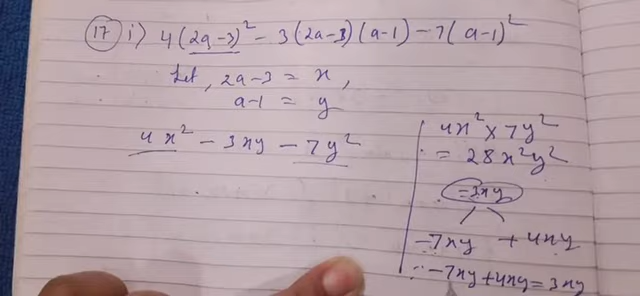 17 i) 4(2a-3)² - 3(2a-3)(a-1) - 7(a-1)²
Let, 2a-3 = x,
a-1 = y
4x² - 3xy - 7y²
4x² × 7y²
= 28x²y²
=3xy
-7xy +4xy
-7xy+4xy=3xy